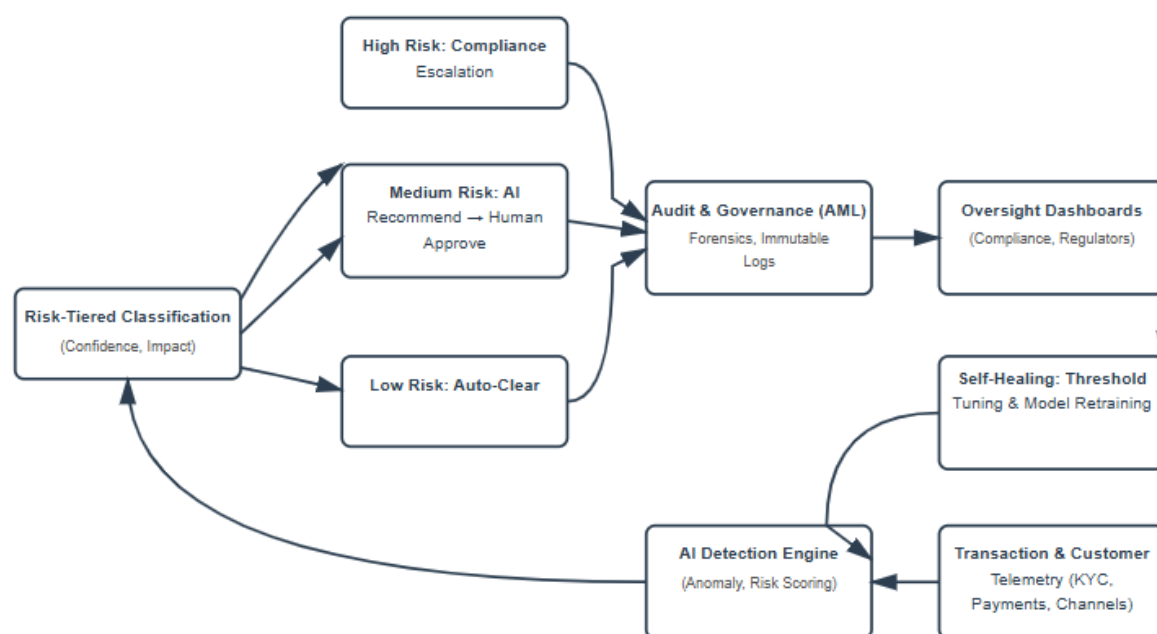 High Risk: Compliance
Escalation
Medium Risk: AI
Recommend → Human
Approve
Audit & Governance (AML)
Forensics, Immutable
Logs
Oversight Dashboards
(Compliance, Regulators)
Risk-Tiered Classification
(Confidence, Impact)
Low Risk: Auto-Clear
Self-Healing: Threshold
Tuning & Model Retraining
AI Detection Engine
(Anomaly, Risk Scoring)
Transaction & Customer
Telemetry (KYC,
Payments, Channels)